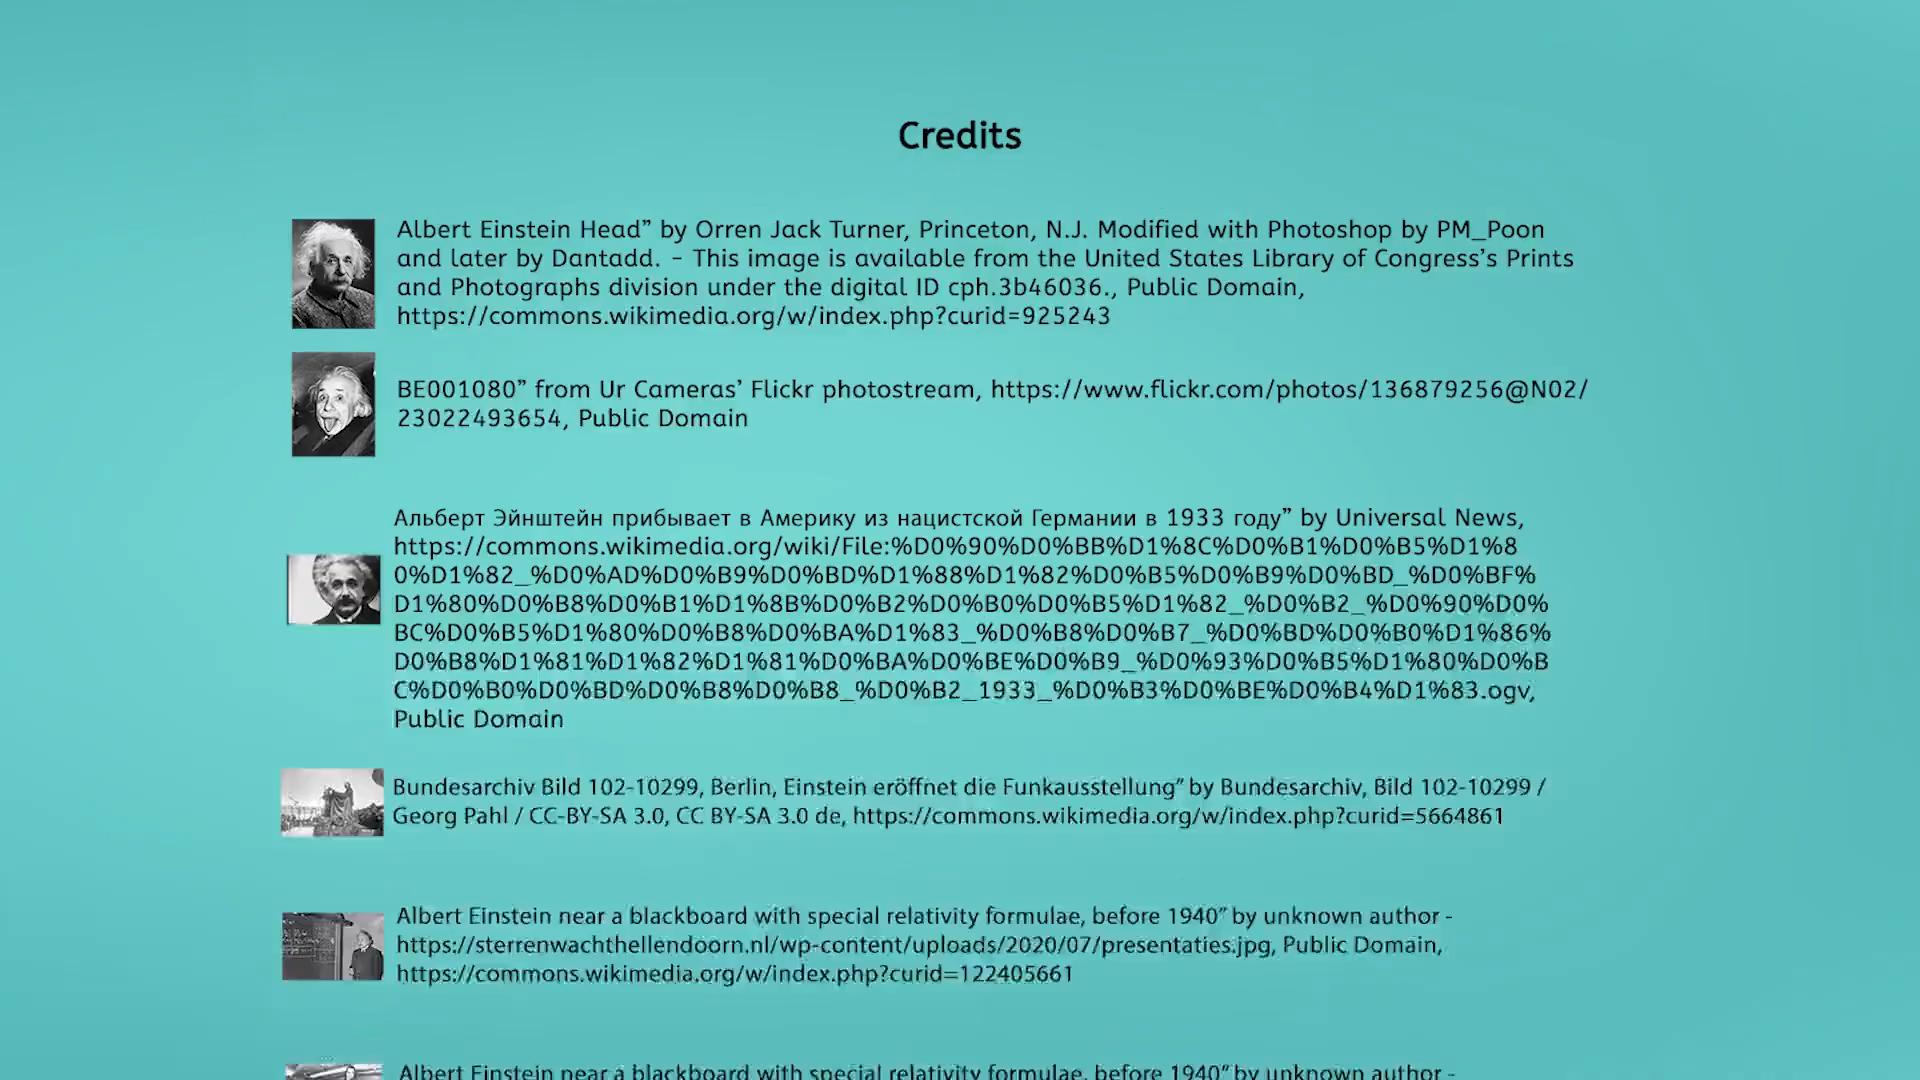 Credits
Albert Einstein Head” by Orren Jack Turner, Princeton, N.J. Modified with Photoshop by PM_Poon
and later by Dantadd. - This image is available from the United States Library of Congress’s Prints
and Photographs division under the digital ID cph.3b46036., Public Domain,
https://commons.wikimedia.org/w/index.php?curid=925243
BE001080” from Ur Cameras’ Flickr photostream, https://www.flickr.com/photos/136879256@N02/
23022493654, Public Domain
Альберт Эйнштейн прибывает в Америку из нацистской Германии в 1933 году” by Universal News,
https://commons.wikimedia.org/wiki/File:%D0%90%D0%BB%D1%8C%D0%B1%D0%B5%D1%8
0%D1%82_%D0%AD%D0%B9%D0%BD%D1%88%D1%82%D0%B5%D0%B9%D0%BD_%D0%BF%
D1%80%D0%B8%D0%B1%D1%8B%D0%B2%D0%B0%D0%B5%D1%82_%D0%B2_%D0%90%D0%
BC%D0%B5%D1%80%D0%B8%D0%BA%D1%83_%D0%B8%D0%B7_%D0%BD%D0%B0%D1%86%
D0%B8%D1%81%D1%82%D1%81%D0%BA%D0%BE%D0%B9_%D0%93%D0%B5%D1%80%D0%B
C%D0%B0%D0%BD%D0%B8%D0%B8_%D0%B2_1933_%D0%B3%D0%BE%D0%B4%D1%83.ogv,
Public Domain
Bundesarchiv Bild 102-10299, Berlin, Einstein eröffnet die Funkausstellung” by Bundesarchiv, Bild 102-10299 /
Georg Pahl / CC-BY-SA 3.0, CC BY-SA 3.0 de, https://commons.wikimedia.org/w/index.php?curid=5664861
Albert Einstein near a blackboard with special relativity formulae, before 1940” by unknown author -
https://sterrenwachthellendoorn.nl/wp-content/uploads/2020/07/presentaties.jpg, Public Domain,
https://commons.wikimedia.org/w/index.php?curid=122405661
Albert Einstein near a blackboard with special relativity formulae, before 1940” by unknown author -